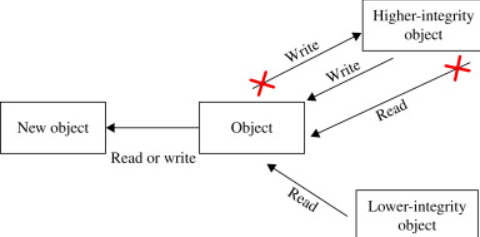 Higher-integrity
object
Write
Write
Read
New object
Object
Read or write
Read
Lower-integrity
object